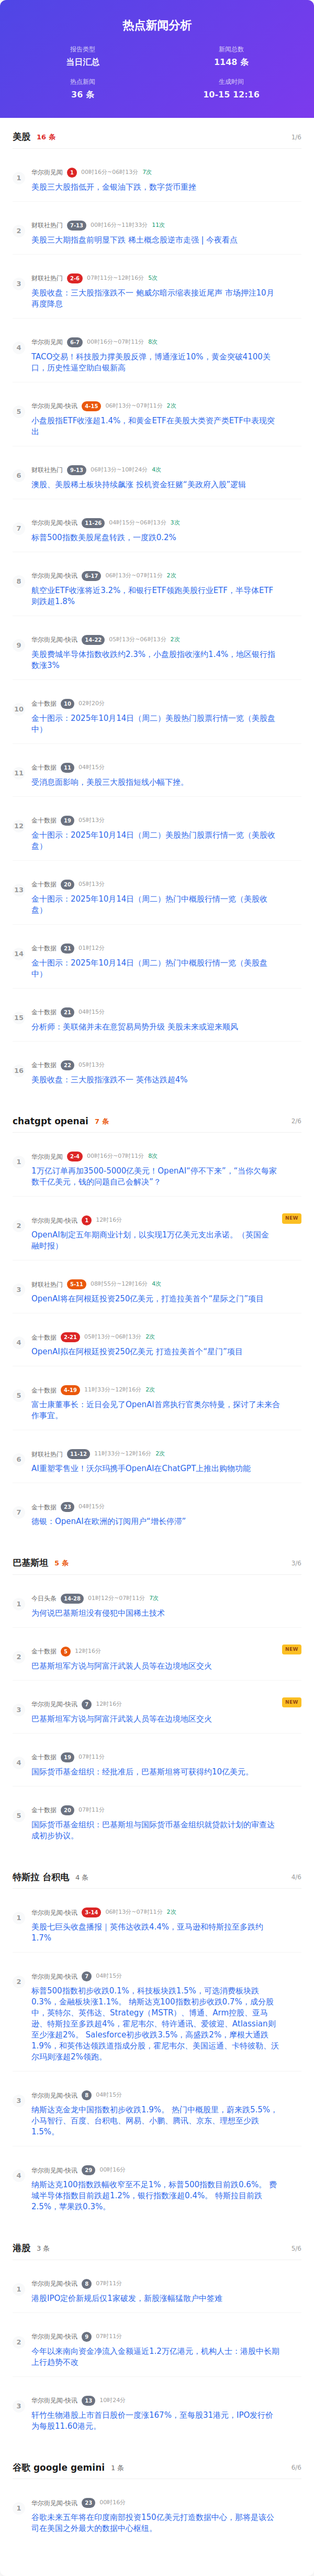 热点新闻分析
报告类型
当日汇总
新闻总数
1148 条
热点新闻
36 条
生成时间
10-15 12:16
美股 16 条 1/6
1 华尔街见闻 1 00时16分~06时13分 7次
美股三大股指低开，金银油下跌，数字货币重挫
2 财联社热门 7-13 00时16分~11时33分 11次
美股三大期指盘前明显下跌 稀土概念股逆市走强 | 今夜看点
3 财联社热门 2-6 07时11分~12时16分 5次
美股收盘：三大股指涨跌不一 鲍威尔暗示缩表接近尾声 市场押注10月
再度降息
4 华尔街见闻 6-7 00时16分~07时11分 8次
TACO交易！科技股力撑美股反弹，博通涨近10%，黄金突破4100关
口，历史性逼空助白银新高
5 华尔街见闻-快讯 4-15 06时13分~07时11分 2次
小盘股指ETF收涨超1.4%，和黄金ETF在美股大类资产类ETF中表现突
出
6 财联社热门 9-13 06时13分~10时24分 4次
澳股、美股稀土板块持续飙涨 投机资金狂赌“美政府入股”逻辑
7 华尔街见闻-快讯 11-26 04时15分~06时13分 3次
标普500指数美股尾盘转跌，一度跌0.2%
8 华尔街见闻-快讯 6-17 06时13分~07时11分 2次
航空业ETF收涨将近3.2%，和银行ETF领跑美股行业ETF，半导体ETF
则跌超1.8%
9 华尔街见闻-快讯 14-22 05时13分~06时13分 2次
美股费城半导体指数收跌约2.3%，小盘股指收涨约1.4%，地区银行指
数涨3%
10 金十数据 10 02时20分
金十图示：2025年10月14日（周二）美股热门股票行情一览（美股盘
中）
11 金十数据 11 04时15分
受消息面影响，美股三大股指短线小幅下挫。
12 金十数据 19 05时13分
金十图示：2025年10月14日（周二）美股热门股票行情一览（美股收
盘）
13 金十数据 20 05时13分
金十图示：2025年10月14日（周二）热门中概股行情一览（美股收
盘）
14 金十数据 21 01时12分
金十图示：2025年10月14日（周二）热门中概股行情一览（美股盘
中）
15 金十数据 21 04时15分
分析师：美联储并未在意贸易局势升级 美股未来或迎来顺风
16 金十数据 22 05时13分
美股收盘：三大股指涨跌不一 英伟达跌超4%
chatgpt openai 7 条 2/6
1 华尔街见闻 2-4 00时16分~07时11分 8次
1万亿订单再加3500-5000亿美元！OpenAI“停不下来”，“当你欠每家
数千亿美元，钱的问题自己会解决”？
2 华尔街见闻-快讯 1 12时16分 NEW
OpenAI制定五年期商业计划，以实现1万亿美元支出承诺。（英国金
融时报）
3 财联社热门 5-11 08时55分~12时16分 4次
OpenAI将在阿根廷投资250亿美元，打造拉美首个“星际之门”项目
4 金十数据 2-21 05时13分~06时13分 2次
OpenAI拟在阿根廷投资250亿美元 打造拉美首个“星门”项目
5 金十数据 4-19 11时33分~12时16分 2次
富士康董事长：近日会见了OpenAI首席执行官奥尔特曼，探讨了未来合
作事宜。
6 财联社热门 11-12 11时33分~12时16分 2次
AI重塑零售业！沃尔玛携手OpenAI在ChatGPT上推出购物功能
7 金十数据 23 04时15分
德银：OpenAI在欧洲的订阅用户“增长停滞”
巴基斯坦 5 条 3/6
1 今日头条 14-28 01时12分~07时11分 7次
为何说巴基斯坦没有侵犯中国稀土技术
2 金十数据 5 12时16分 NEW
巴基斯坦军方说与阿富汗武装人员等在边境地区交火
3 华尔街见闻-快讯 7 12时16分 NEW
巴基斯坦军方说与阿富汗武装人员等在边境地区交火
4 金十数据 19 07时11分
国际货币基金组织：经批准后，巴基斯坦将可获得约10亿美元。
5 金十数据 20 07时11分
国际货币基金组织：巴基斯坦与国际货币基金组织就贷款计划的审查达
成初步协议。
特斯拉 台积电 4 条 4/6
1 华尔街见闻-快讯 3-14 06时13分~07时11分 2次
美股七巨头收盘播报｜英伟达收跌4.4%，亚马逊和特斯拉至多跌约
1.7%
2 华尔街见闻-快讯 7 04时15分
标普500指数初步收跌0.1%，科技板块跌1.5%，可选消费板块跌
0.3%，金融板块涨1.1%。 纳斯达克100指数初步收跌0.7%，成分股
中，英特尔、英伟达、Strategy（MSTR）、博通、Arm控股、亚马
逊、特斯拉至多跌超4%，霍尼韦尔、特许通讯、爱彼迎、Atlassian则
至少涨超2%。 Salesforce初步收跌3.5%，高盛跌2%，摩根大通跌
1.9%，和英伟达领跌道指成分股，霍尼韦尔、美国运通、卡特彼勒、沃
尔玛则涨超2%领跑。
3 华尔街见闻-快讯 8 04时15分
纳斯达克金龙中国指数初步收跌1.9%。 热门中概股里，蔚来跌5.5%，
小马智行、百度、台积电、网易、小鹏、腾讯、京东、理想至少跌
1.5%。
4 华尔街见闻-快讯 29 00时16分
纳斯达克100指数跌幅收窄至不足1%，标普500指数目前跌0.6%。 费
城半导体指数目前跌超1.2%，银行指数涨超0.4%。 特斯拉目前跌
2.5%，苹果跌0.3%。
港股 3 条 5/6
1 华尔街见闻-快讯 8 07时11分
港股IPO定价新规后仅1家破发，新股涨幅猛散户中签难
2 华尔街见闻-快讯 9 07时11分
今年以来南向资金净流入金额逼近1.2万亿港元，机构人士：港股中长期
上行趋势不改
3 华尔街见闻-快讯 13 10时24分
轩竹生物港股上市首日股价一度涨167%，至每股31港元，IPO发行价
为每股11.60港元。
谷歌 google gemini 1 条 6/6
1 华尔街见闻-快讯 23 00时16分
谷歌未来五年将在印度南部投资150亿美元打造数据中心，那将是该公
司在美国之外最大的数据中心枢纽。